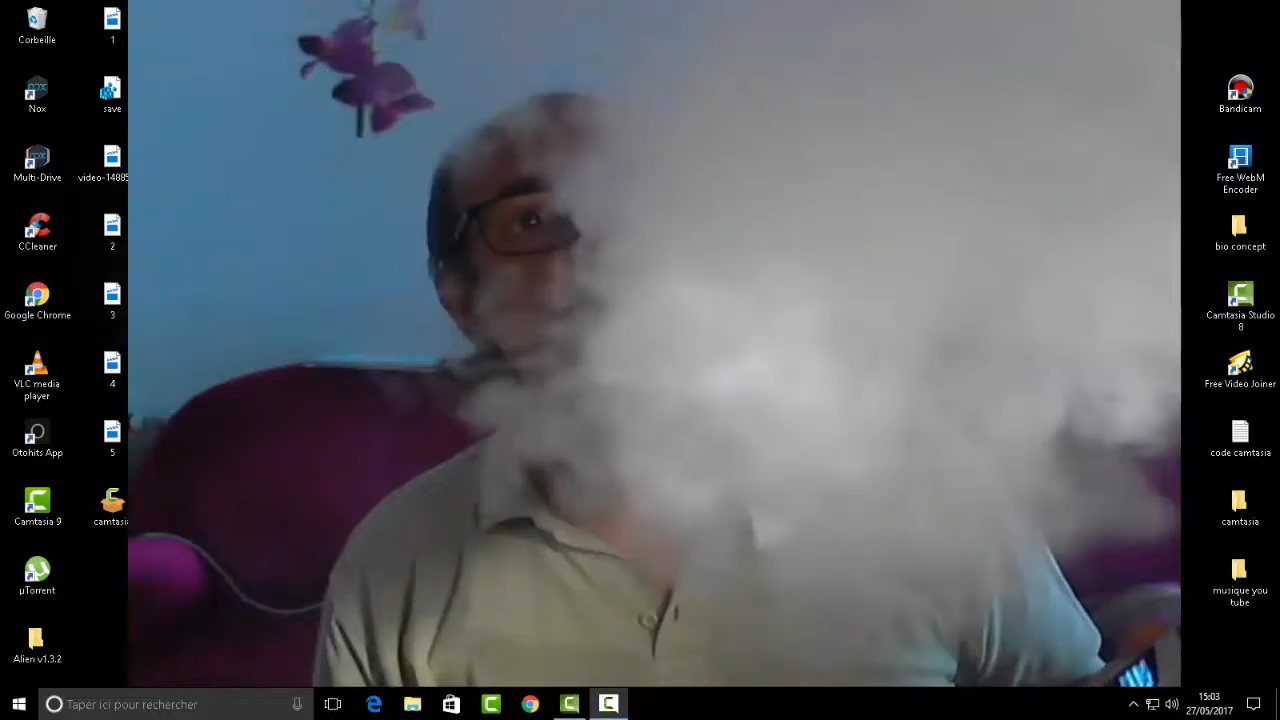 Corbeille
1
Nox
save
Multi-Drive
video-14885
CCleaner
2
Google Chrome
3
VLC media
player
4
Otohits App
5
Camtasia 9
camtasia
µTorrent
Alien v1.3.2
Bandicam
Free WebM
Encoder
bio concept
Camtasia Studio
8
Free Video Joiner
code camtasia
camtasia
musique you
tube
Taper ici pour rechercher
15:03
27/05/2017